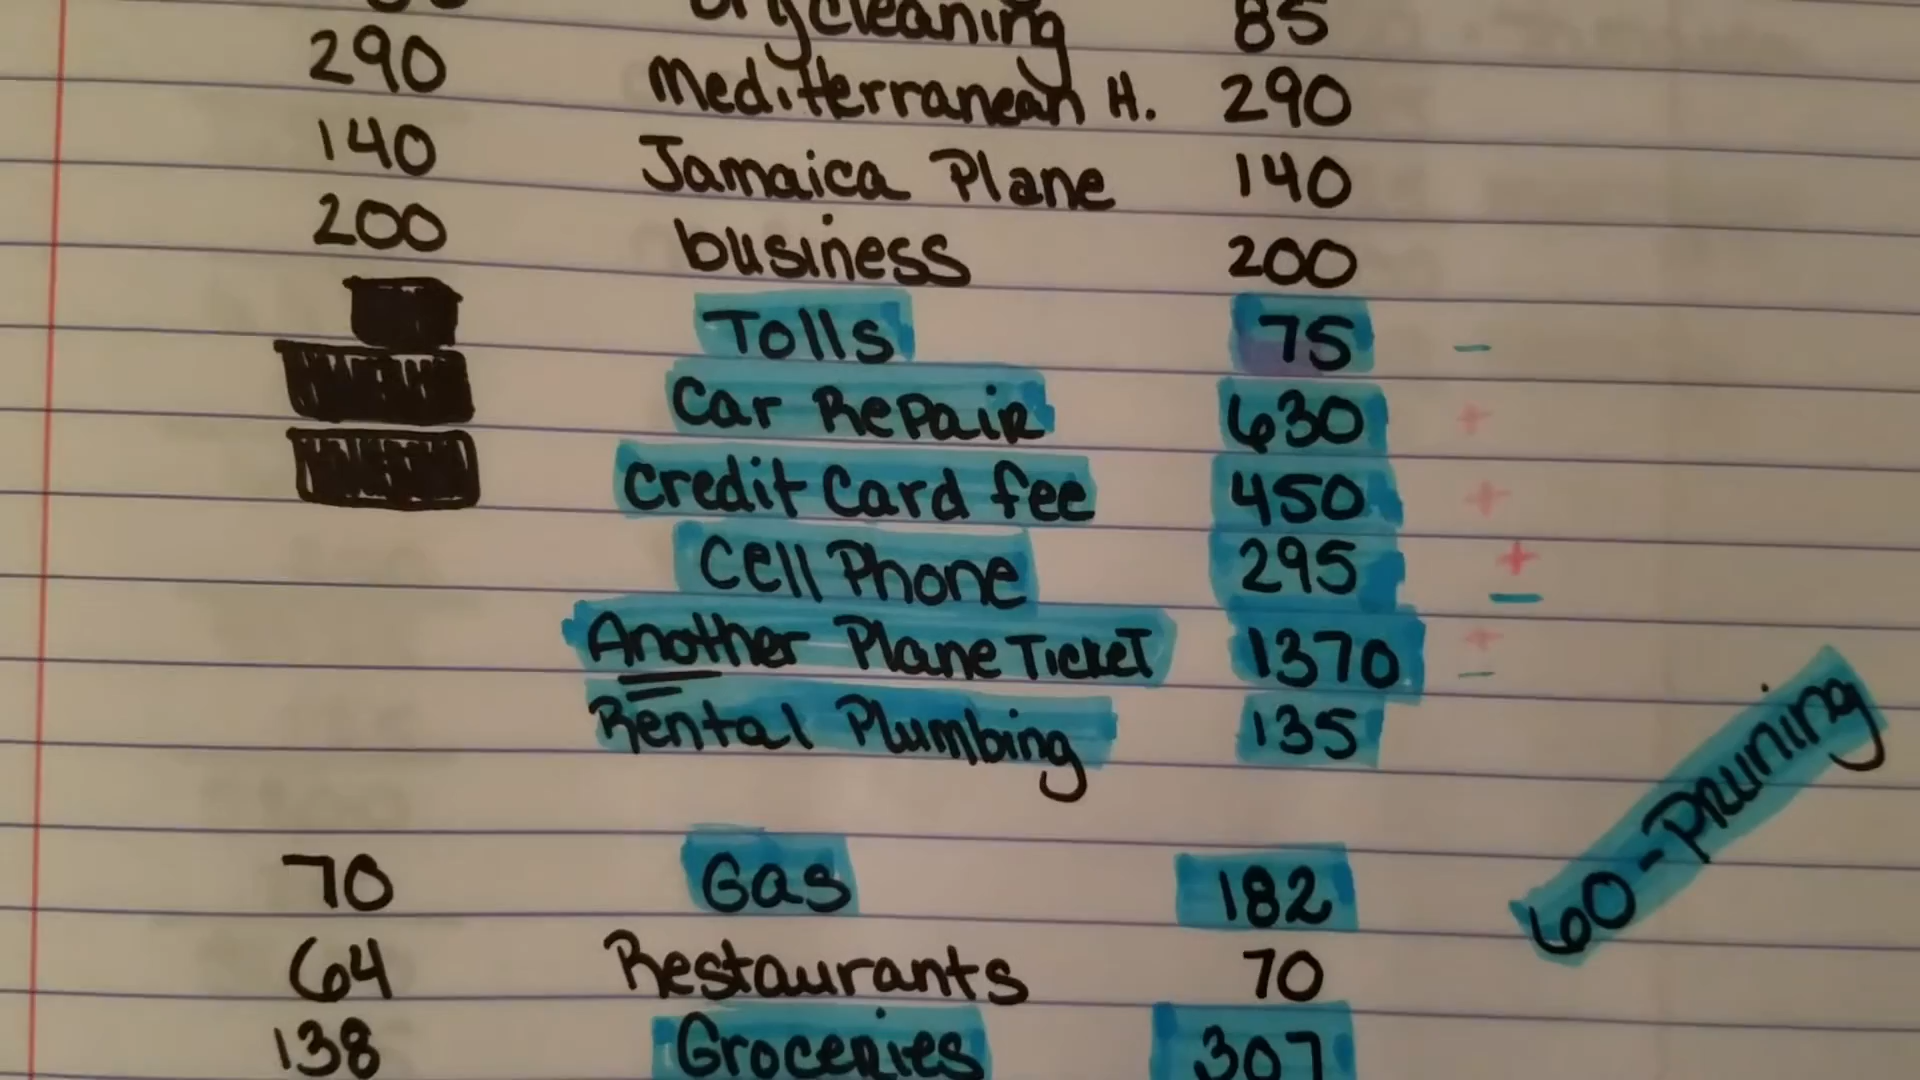 Drycleaning 85
290 Mediterranean H. 290
140 Jamaica Plane 140
200 business 200
Tolls 75 -
Car Repair 630 +
Credit Card fee 450 +
Cell Phone 295 + -
Another Plane Ticket 1370 + -
Rental Plumbing 135
60-Pruning
70 Gas 182
64 Restaurants 70
138 Groceries 307